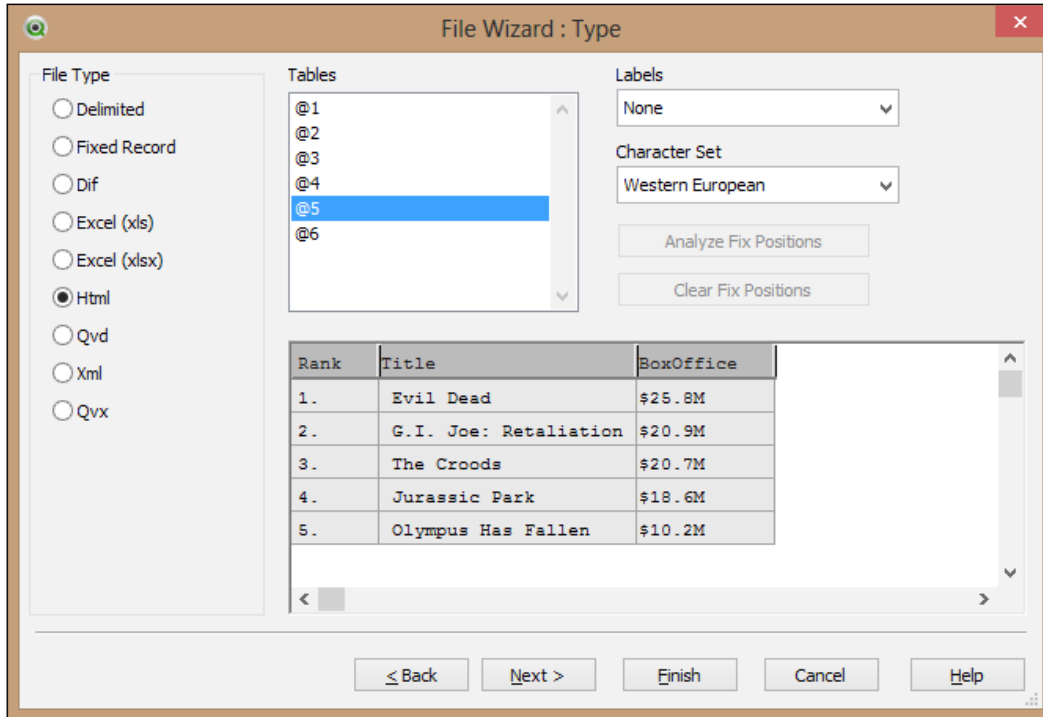 File Wizard : Type
File Type
Delimited
Fixed Record
Dif
Excel (xls)
Excel (xlsx)
Html
Qvd
Xml
Qvx
Tables
@1
@2
@3
@4
@5
@6
Labels
None
Character Set
Western European
Analyze Fix Positions
Clear Fix Positions
Rank Title BoxOffice
1. Evil Dead $25.8M
2. G.I. Joe: Retaliation $20.9M
3. The Croods $20.7M
4. Jurassic Park $18.6M
5. Olympus Has Fallen $10.2M
< Back Next > Finish Cancel Help